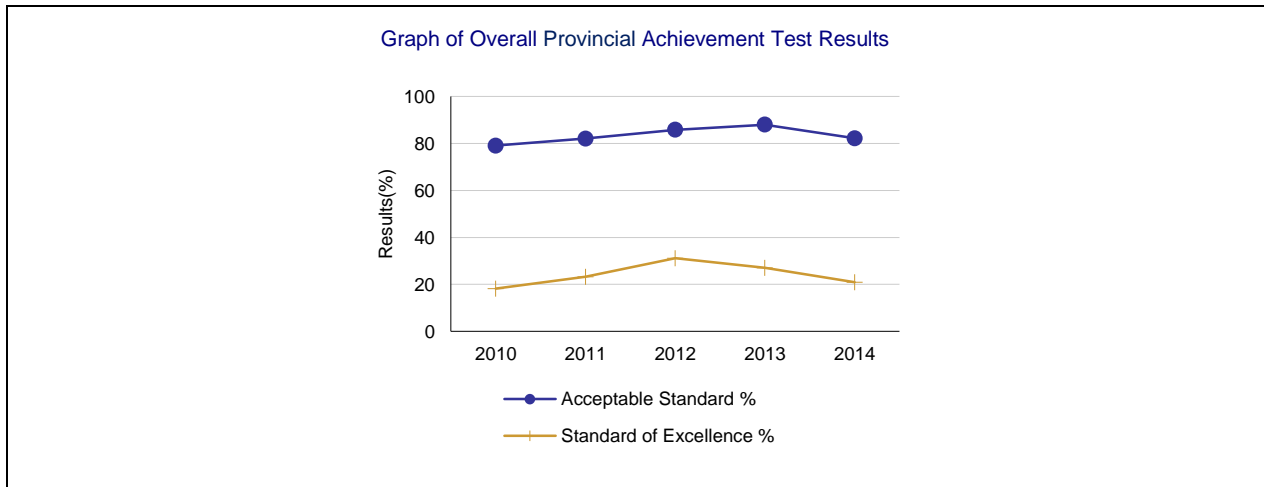 Graph of Overall Provincial Achievement Test Results
100
80
60
40
20
0
Results(%)
2010 2011 2012 2013 2014
Acceptable Standard %
Standard of Excellence %